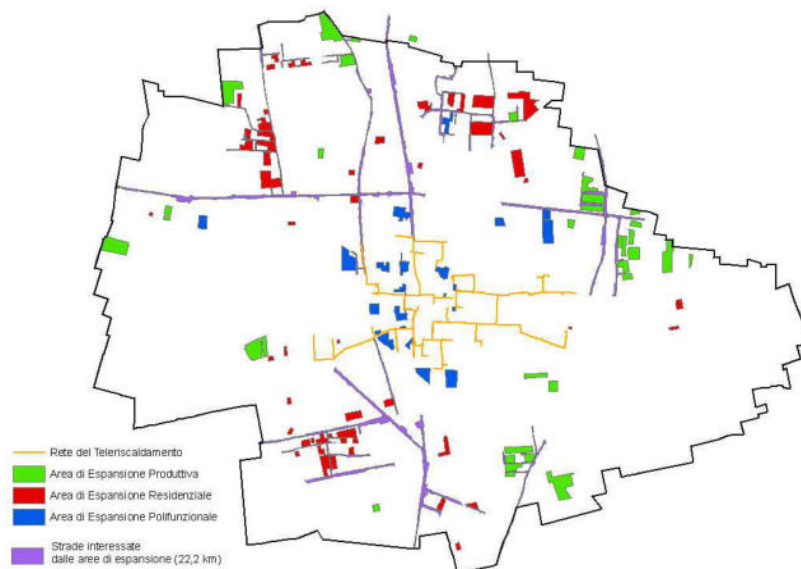 Rete del Teleriscaldamento
Area di Espansione Produttiva
Area di Espansione Residenziale
Area di Espansione Polifunzionale
Strade interessate
dalle aree di espansione (22,2 km)